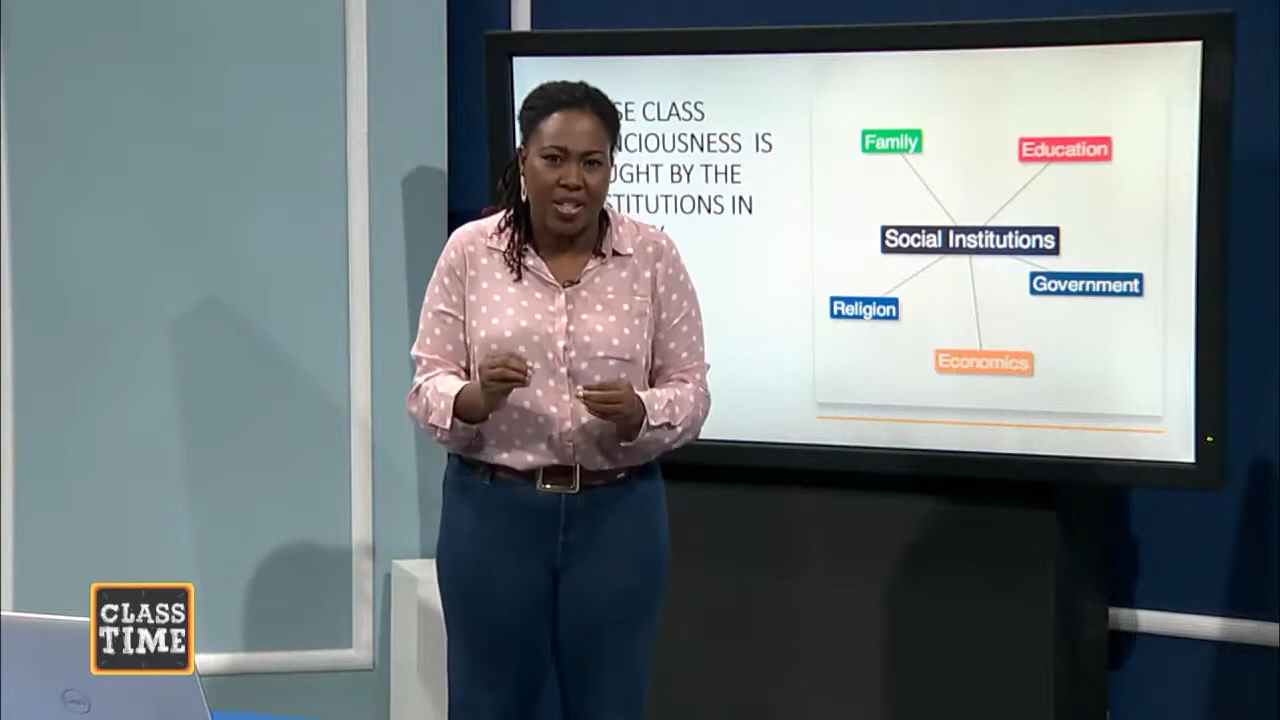 SE CLASS
NCIOUSNESS IS
UGHT BY THE
STITUTIONS IN
Family
Education
Social Institutions
Government
Religion
Economics
CLASS
TIME